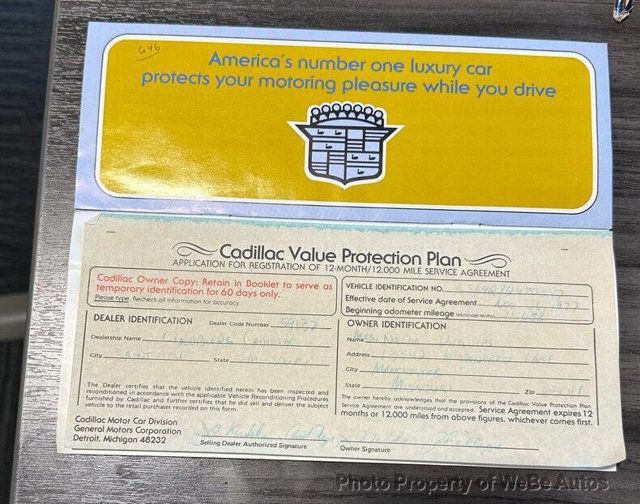 646
America's number one luxury car
protects your motoring pleasure while you drive
Cadillac Value Protection Plan
APPLICATION FOR REGISTRATION OF 12-MONTH/12,000 MILE SERVICE AGREEMENT
Cadillac Owner Copy: Retain in Booklet to serve as
temporary identification for 60 days only.
Please type. Recheck all information for accuracy.
VEHICLE IDENTIFICATION NO.
Effective date of Service Agreement
Beginning odometer mileage (eliminate tenths)
DEALER IDENTIFICATION
Dealer Code Number
Dealership Name
City
State
OWNER IDENTIFICATION
Name
Address
City
State
Zip
The Dealer certifies that the vehicle identified herein has been inspected and
reconditioned in accordance with the applicable Vehicle Reconditioning Procedures
furnished by Cadillac and further certifies that he did sell and deliver the subject
vehicle to the retail purchaser recorded on this form.
The owner hereby acknowledges that the provisions of the Cadillac Value Protection Plan
Service Agreement are understood and accepted. Service Agreement expires 12
months or 12,000 miles from above figures, whichever comes first.
Cadillac Motor Car Division
General Motors Corporation
Detroit, Michigan 48232
Selling Dealer Authorized Signature
Owner Signature
Photo Property of WeBe Autos